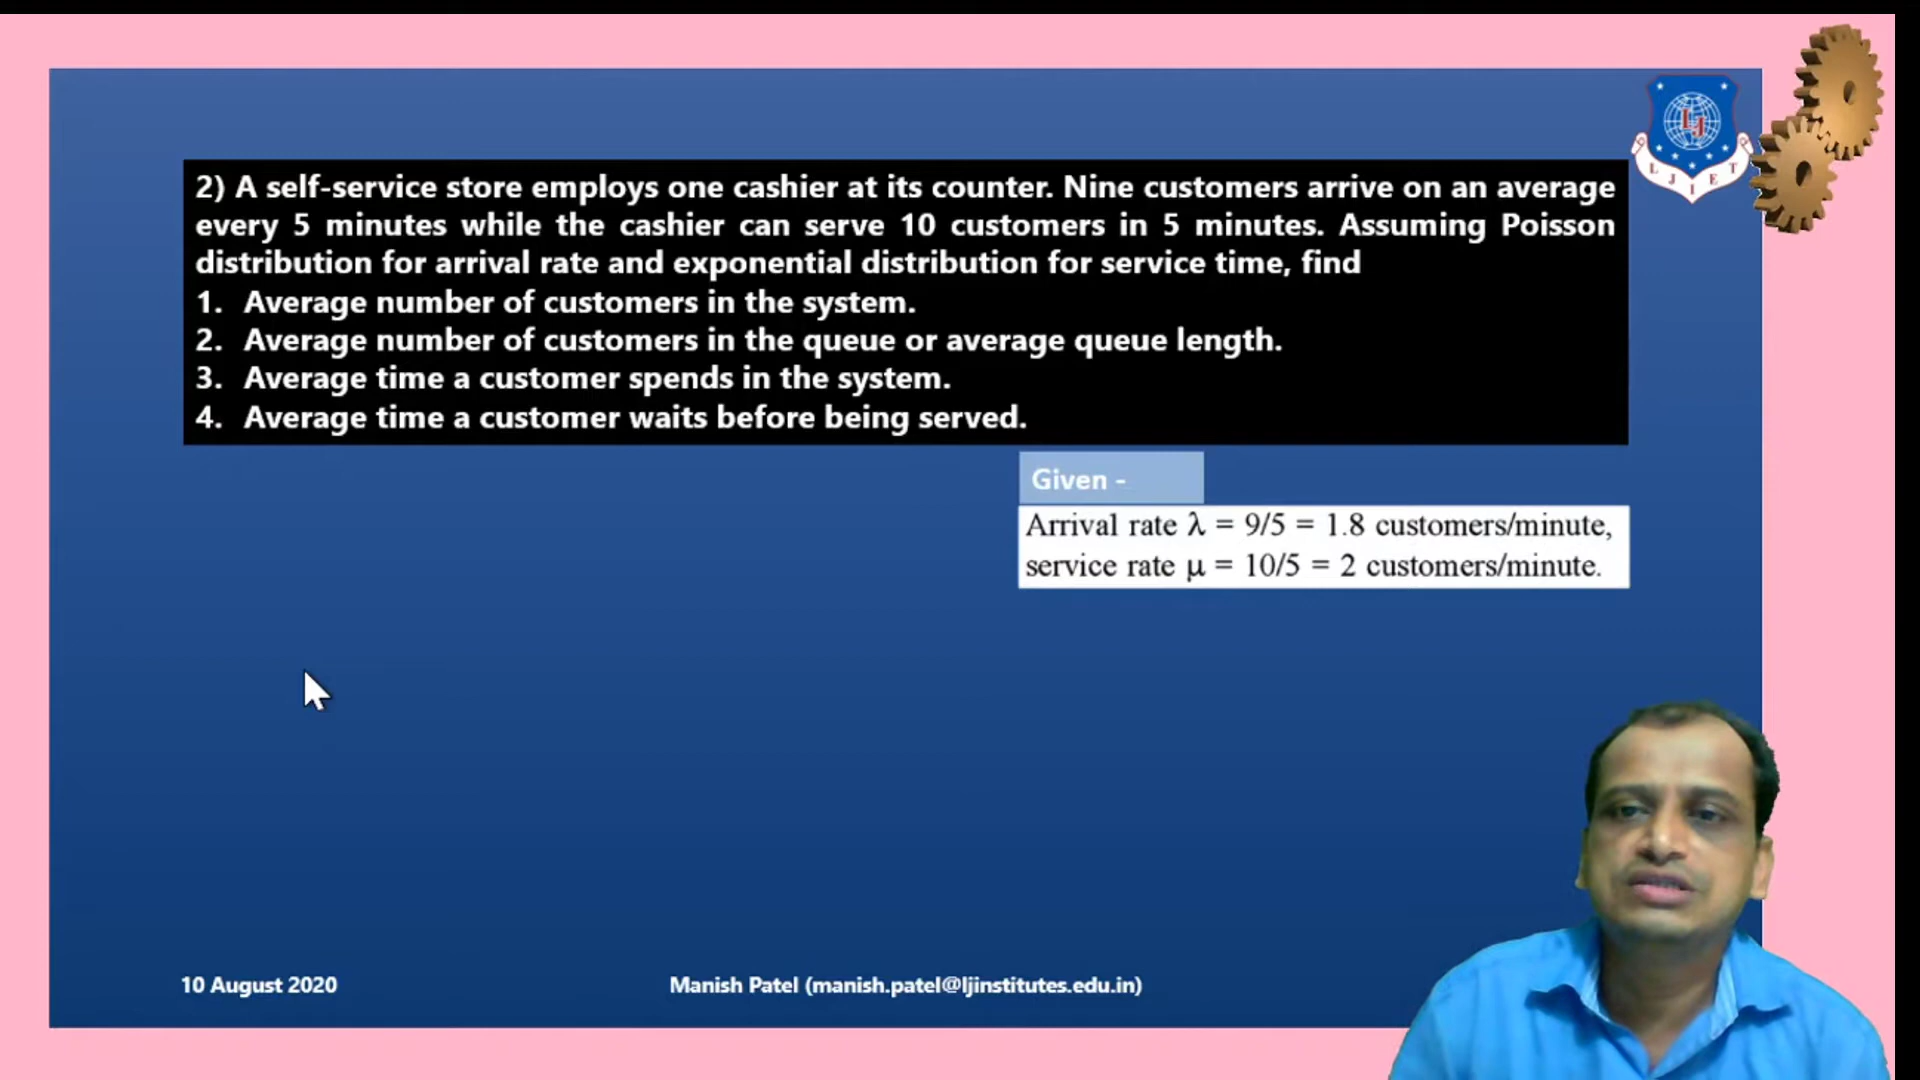 2) A self-service store employs one cashier at its counter. Nine customers arrive on an average
every 5 minutes while the cashier can serve 10 customers in 5 minutes. Assuming Poisson
distribution for arrival rate and exponential distribution for service time, find
1. Average number of customers in the system.
2. Average number of customers in the queue or average queue length.
3. Average time a customer spends in the system.
4. Average time a customer waits before being served.
Given -
Arrival rate λ = 9/5 = 1.8 customers/minute,
service rate μ = 10/5 = 2 customers/minute.
LJ
L J I E T
10 August 2020
Manish Patel (manish.patel@ljinstitutes.edu.in)